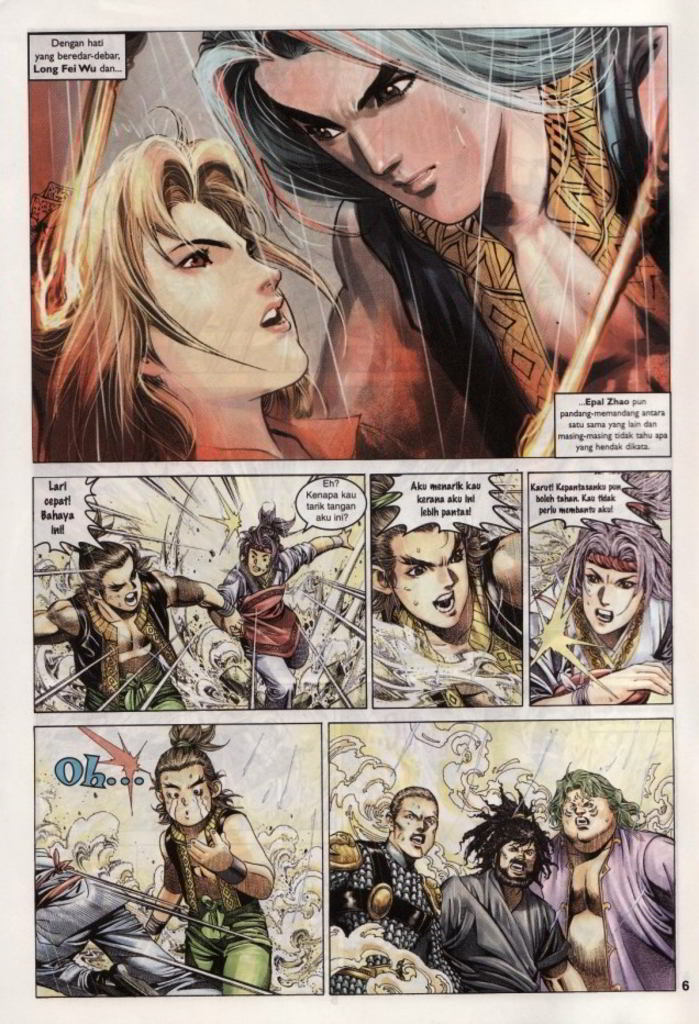 Dengan hati
yang beredar-debar,
Long Fei Wu dan...
...Epal Zhao pun
pandang-memandang antara
satu sama yang lain dan
masing-masing tidak tahu apa
yang hendak dikata.
Lari
cepat!
Bahaya
ini!
Eh?
Kenapa kau
tarik tangan
aku ini?
Aku menarik kau
kerana aku ini
lebih pantas!
Karut! Kepantasanku pun
boleh tahan. Kau tidak
perlu membantu aku!
Oh...
6